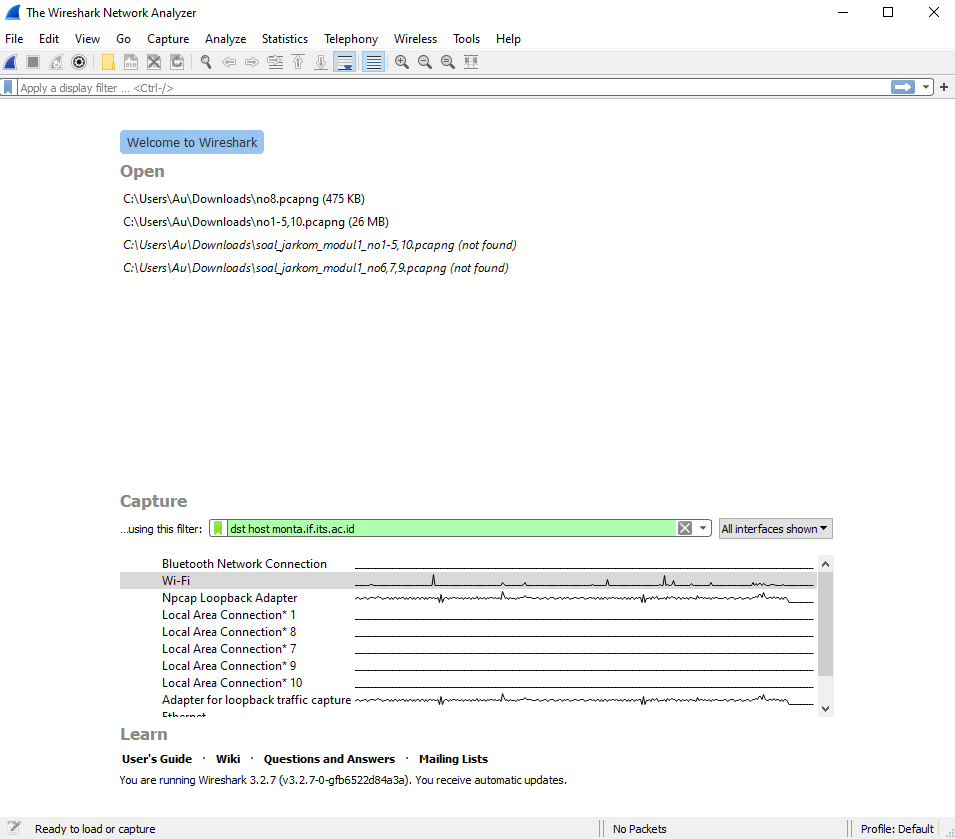 The Wireshark Network Analyzer
File Edit View Go Capture Analyze Statistics Telephony Wireless Tools Help
Apply a display filter ... <Ctrl-/>
Welcome to Wireshark
Open
C:\Users\Au\Downloads\no8.pcapng (475 KB)
C:\Users\Au\Downloads\no1-5,10.pcapng (26 MB)
C:\Users\Au\Downloads\soal_jarkom_modul1_no1-5,10.pcapng (not found)
C:\Users\Au\Downloads\soal_jarkom_modul1_no6,7,9.pcapng (not found)
Capture
...using this filter: dst host monta.if.its.ac.id All interfaces shown
Bluetooth Network Connection
Wi-Fi
Npcap Loopback Adapter
Local Area Connection* 1
Local Area Connection* 8
Local Area Connection* 7
Local Area Connection* 9
Local Area Connection* 10
Adapter for loopback traffic capture
Ethernet
Learn
User's Guide · Wiki · Questions and Answers · Mailing Lists
You are running Wireshark 3.2.7 (v3.2.7-0-gfb6522d84a3a). You receive automatic updates.
Ready to load or capture No Packets Profile: Default